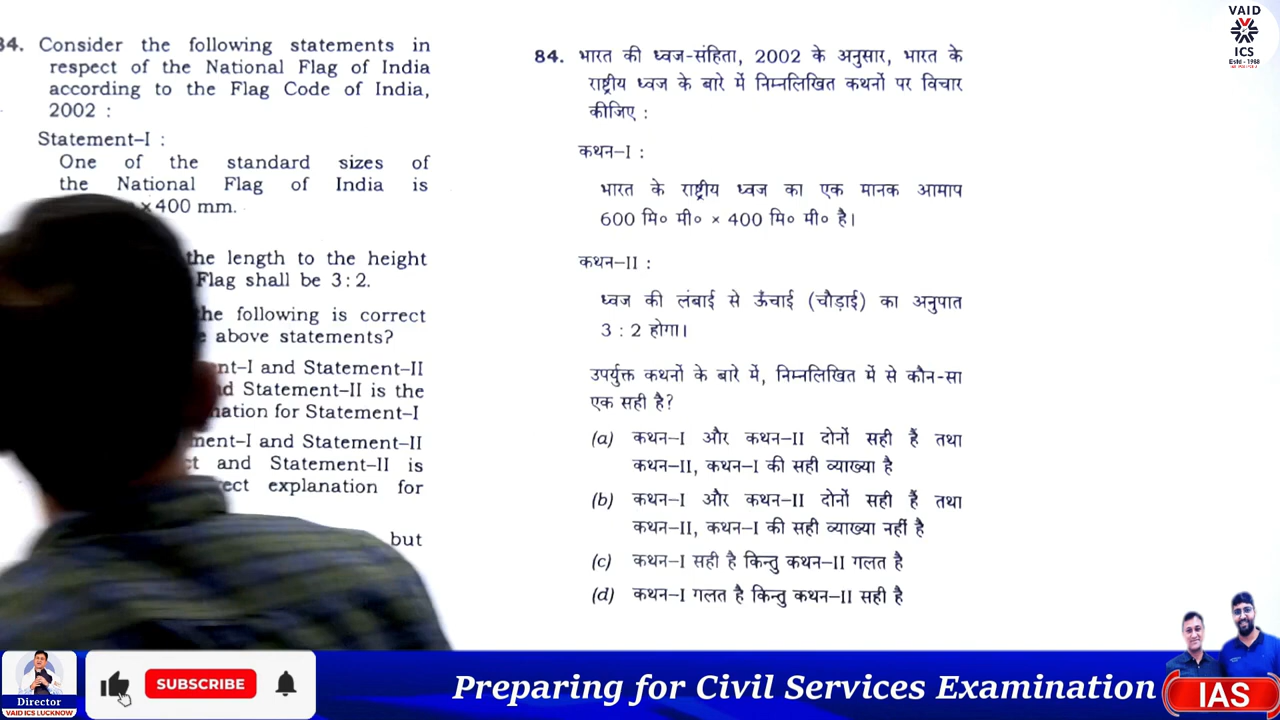 34. Consider the following statements in
respect of the National Flag of India
according to the Flag Code of India,
2002 :
Statement–I :
One of the standard sizes of
the National Flag of India is
×400 mm.
the length to the height
Flag shall be 3:2.
the following is correct
above statements?
and Statement–II
Statement–II is the
for Statement–I
and Statement–II
and Statement–II is
explanation for
but
84. भारत की ध्वज-संहिता, 2002 के अनुसार, भारत के
राष्ट्रीय ध्वज के बारे में निम्नलिखित कथनों पर विचार
कीजिए :
कथन–I :
भारत के राष्ट्रीय ध्वज का एक मानक आमाप
600 मि० मी० × 400 मि० मी० है।
कथन–II :
ध्वज की लंबाई से ऊँचाई (चौड़ाई) का अनुपात
3 : 2 होगा।
उपर्युक्त कथनों के बारे में, निम्नलिखित में से कौन-सा
एक सही है?
(a) कथन–I और कथन–II दोनों सही हैं तथा
कथन–II, कथन–I की सही व्याख्या है
(b) कथन–I और कथन–II दोनों सही हैं तथा
कथन–II, कथन–I की सही व्याख्या नहीं है
(c) कथन–I सही है किन्तु कथन–II गलत है
(d) कथन–I गलत है किन्तु कथन–II सही है
VAID
ICS
Estd - 1988
Director
VAID ICS LUCKNOW
SUBSCRIBE
Preparing for Civil Services Examination
IAS